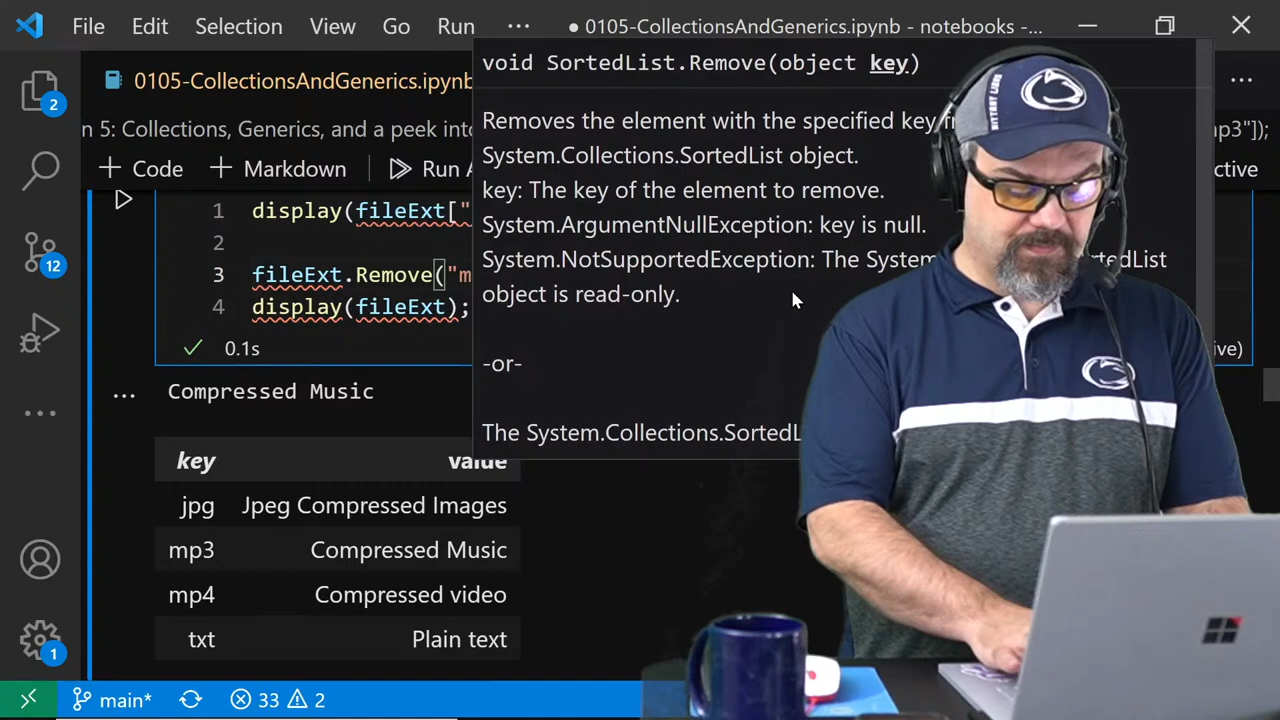 File Edit Selection View Go Run ··· ● 0105-CollectionsAndGenerics.ipynb - notebooks -...
0105-CollectionsAndGenerics.ipynb
void SortedList.Remove(object key)
n 5: Collections, Generics, and a peek into
mp3"]);
Removes the element with the specified key
System.Collections.SortedList object.
key: The key of the element to remove.
System.ArgumentNullException: key is null.
System.NotSupportedException: The System
rtedList
object is read-only.
-or-
The System.Collections.SortedL
+ Code + Markdown Run A
1 display(fileExt["
2
3 fileExt.Remove("m
4 display(fileExt);
0.1s
ive)
... Compressed Music
key value
jpg Jpeg Compressed Images
mp3 Compressed Music
mp4 Compressed video
txt Plain text
2
12
1
main* 33 2